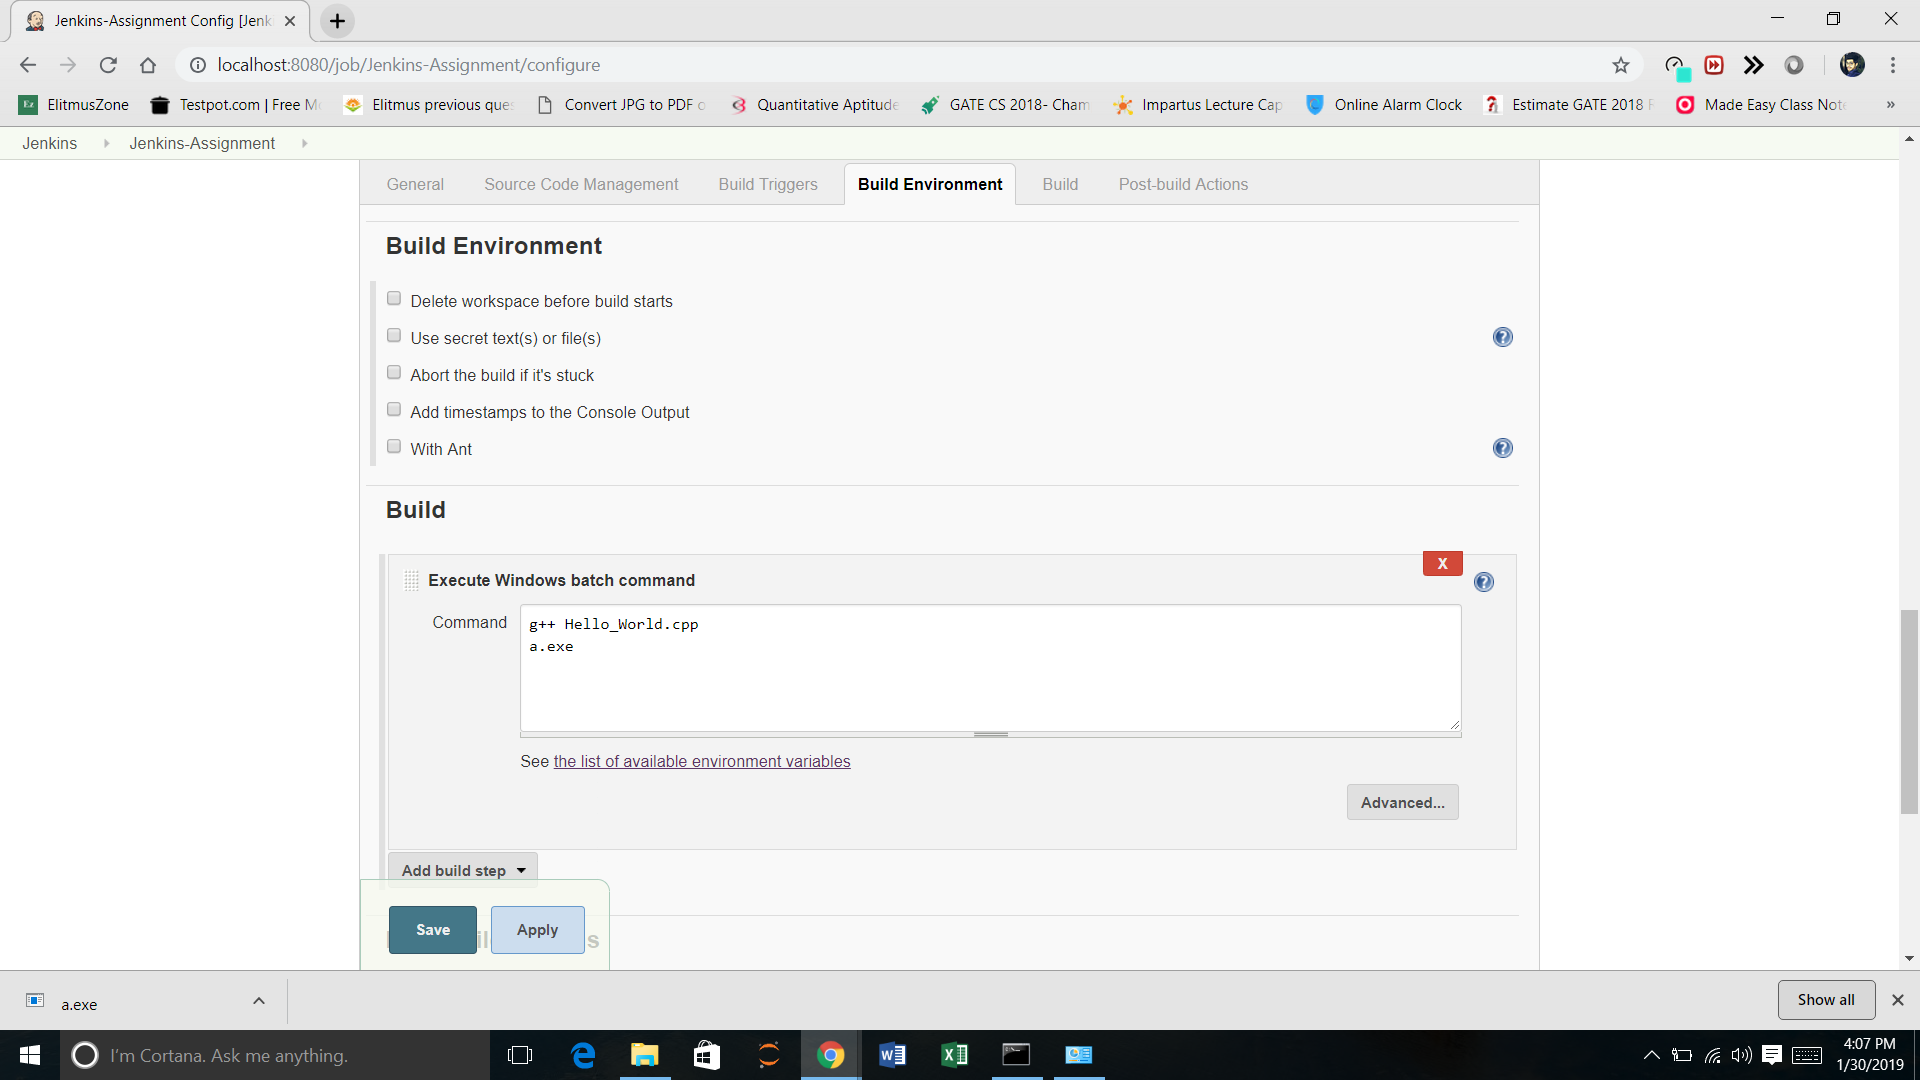 Jenkins-Assignment Config [Jenk
localhost:8080/job/Jenkins-Assignment/configure
ElitmusZone
Testpot.com | Free Mo
Elitmus previous ques
Convert JPG to PDF o
Quantitative Aptitude
GATE CS 2018- Cham
Impartus Lecture Cap
Online Alarm Clock
Estimate GATE 2018 R
Made Easy Class Note
Jenkins
Jenkins-Assignment
General
Source Code Management
Build Triggers
Build Environment
Build
Post-build Actions
Build Environment
Delete workspace before build starts
Use secret text(s) or file(s)
Abort the build if it's stuck
Add timestamps to the Console Output
With Ant
Build
X
Execute Windows batch command
Command
g++ Hello_World.cpp
a.exe
See the list of available environment variables
Advanced...
Add build step
Save
Apply
a.exe
Show all
I'm Cortana. Ask me anything.
4:07 PM
1/30/2019